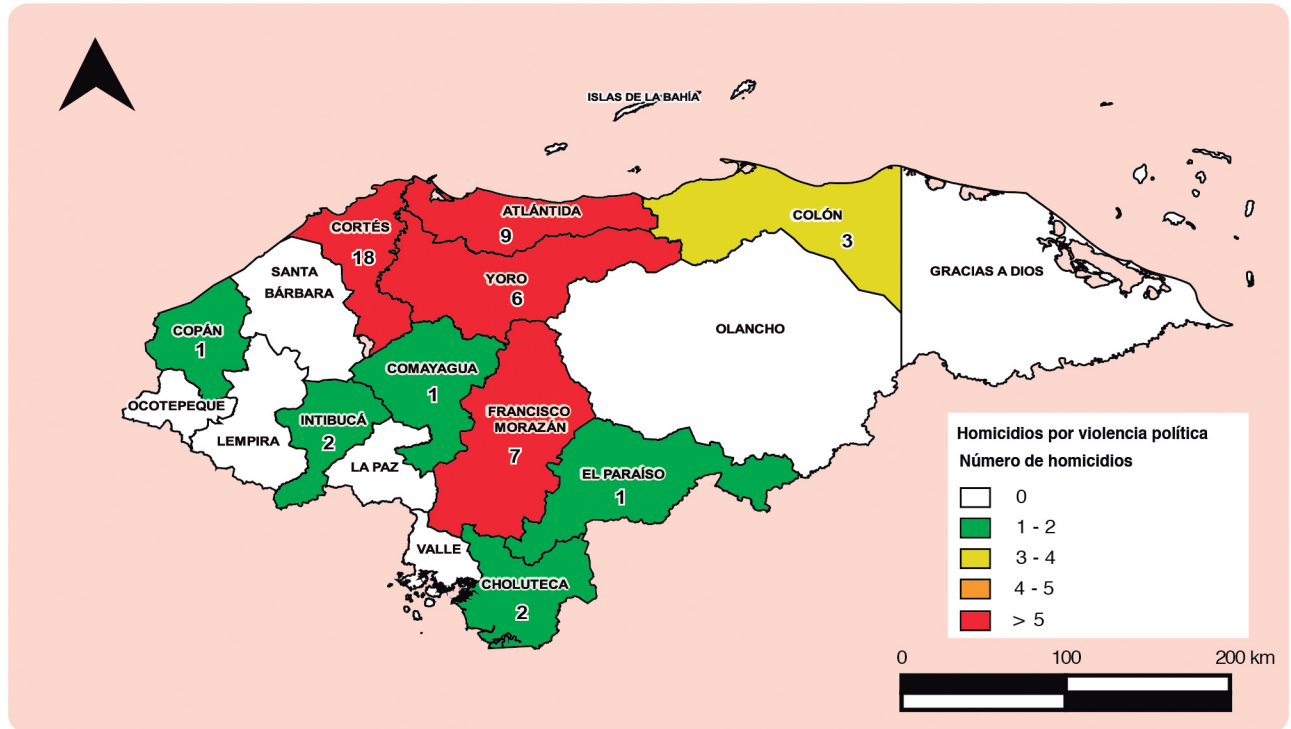 ISLAS DE LA BAHÍA
ATLÁNTIDA
9
CORTÉS
18
COLÓN
3
SANTA
BÁRBARA
YORO
6
GRACIAS A DIOS
COPÁN
1
OLANCHO
COMAYAGUA
1
OCOTEPEQUE
FRANCISCO
MORAZÁN
7
INTIBUCÁ
2
LEMPIRA
LA PAZ
EL PARAÍSO
1
VALLE
CHOLUTECA
2
Homicidios por violencia política
Número de homicidios
0
1 - 2
3 - 4
4 - 5
> 5
0 100 200 km